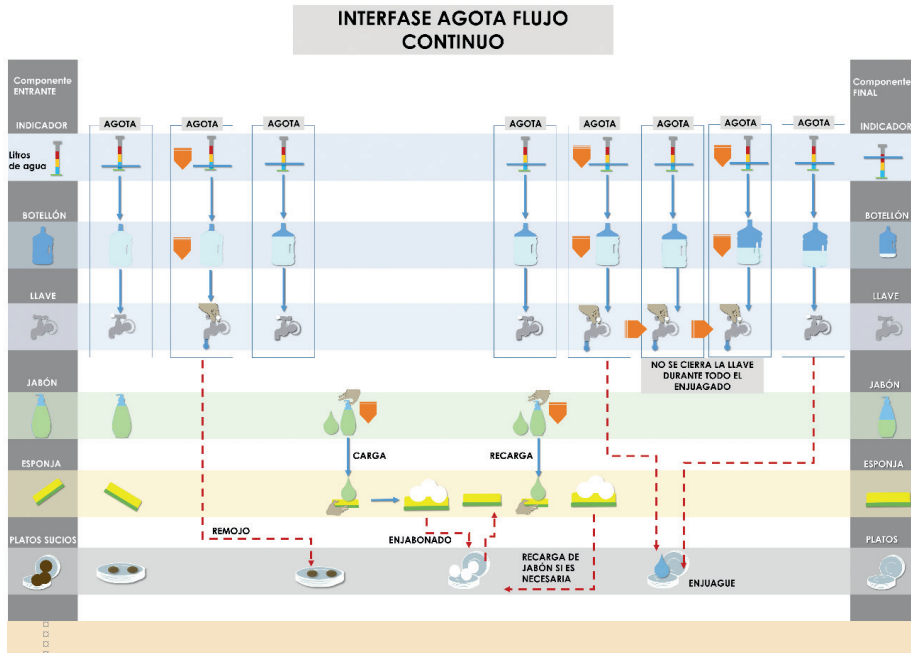 INTERFASE AGOTA FLUJO
CONTINUO
Componente
ENTRANTE
Componente
FINAL
INDICADOR
AGOTA
AGOTA
AGOTA
AGOTA
AGOTA
AGOTA
AGOTA
AGOTA
INDICADOR
Litros
de agua
BOTELLÓN
BOTELLÓN
LLAVE
LLAVE
NO SE CIERRA LA LLAVE
DURANTE TODO EL
ENJUAGADO
JABÓN
JABÓN
CARGA
RECARGA
ESPONJA
ESPONJA
REMOJO
ENJABONADO
PLATOS SUCIOS
PLATOS
RECARGA DE
JABÓN SI ES
NECESARIA
ENJUAGUE